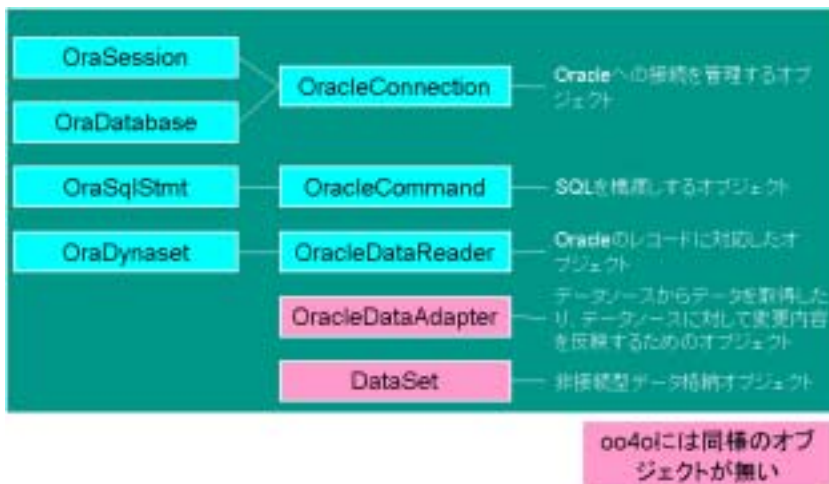 OraSession
OraDatabase
OracleConnection
Oracleへの接続を管理するオブ
ジェクト
OraSqlStmt
OracleCommand
SQLを橋渡しするオブジェクト
OraDynaset
OracleDataReader
Oracleのレコードに対応したオ
ブジェクト
OracleDataAdapter
データソースからデータを取得した
り、データソースに対して変更内容
を反映するためのオブジェクト
DataSet
非接続型データ格納オブジェクト
oo4oには同様のオブ
ジェクトが無い